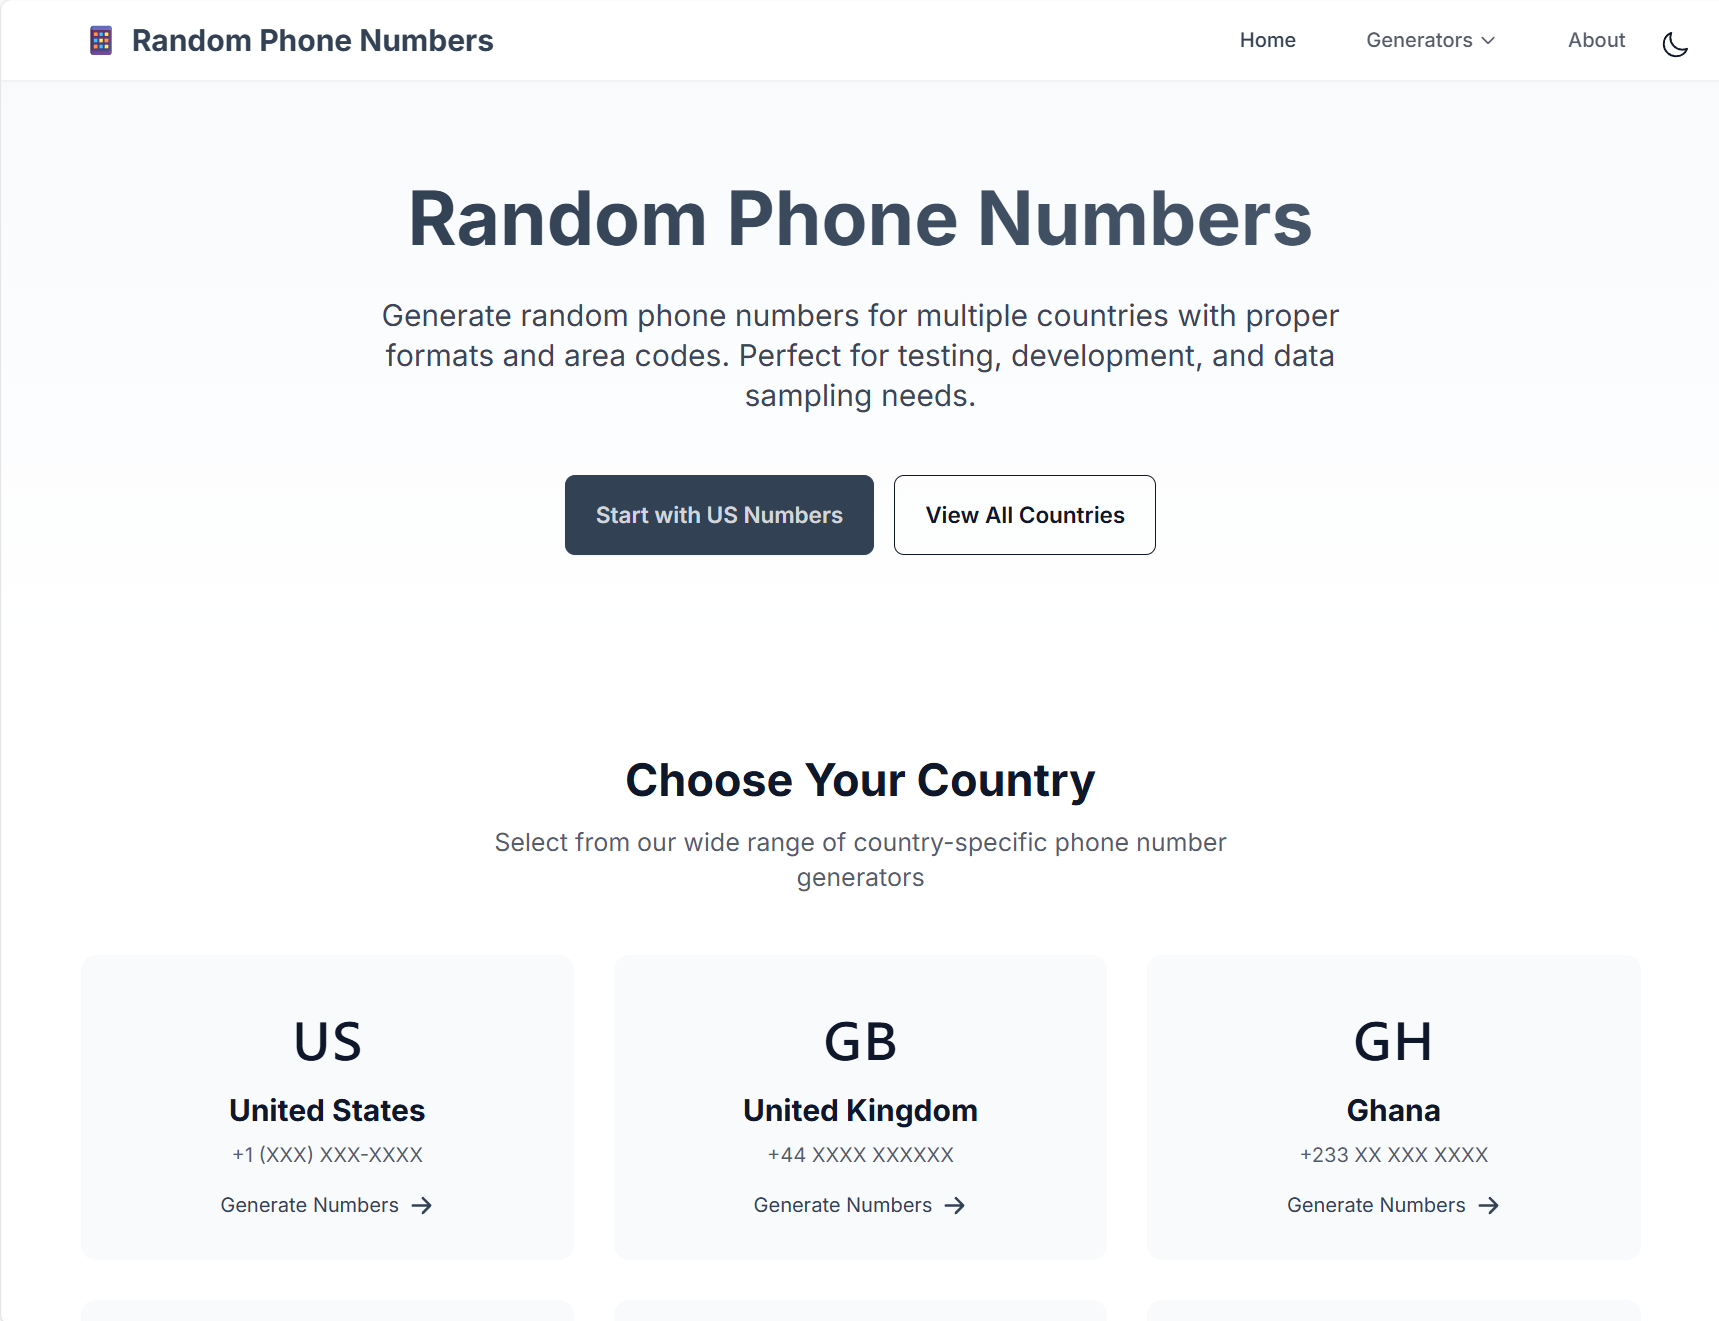 Random Phone Numbers
Home
Generators
About
Random Phone Numbers
Generate random phone numbers for multiple countries with proper
formats and area codes. Perfect for testing, development, and data
sampling needs.
Start with US Numbers
View All Countries
Choose Your Country
Select from our wide range of country-specific phone number
generators
US
United States
+1 (XXX) XXX-XXXX
Generate Numbers
GB
United Kingdom
+44 XXXX XXXXXX
Generate Numbers
GH
Ghana
+233 XX XXX XXXX
Generate Numbers